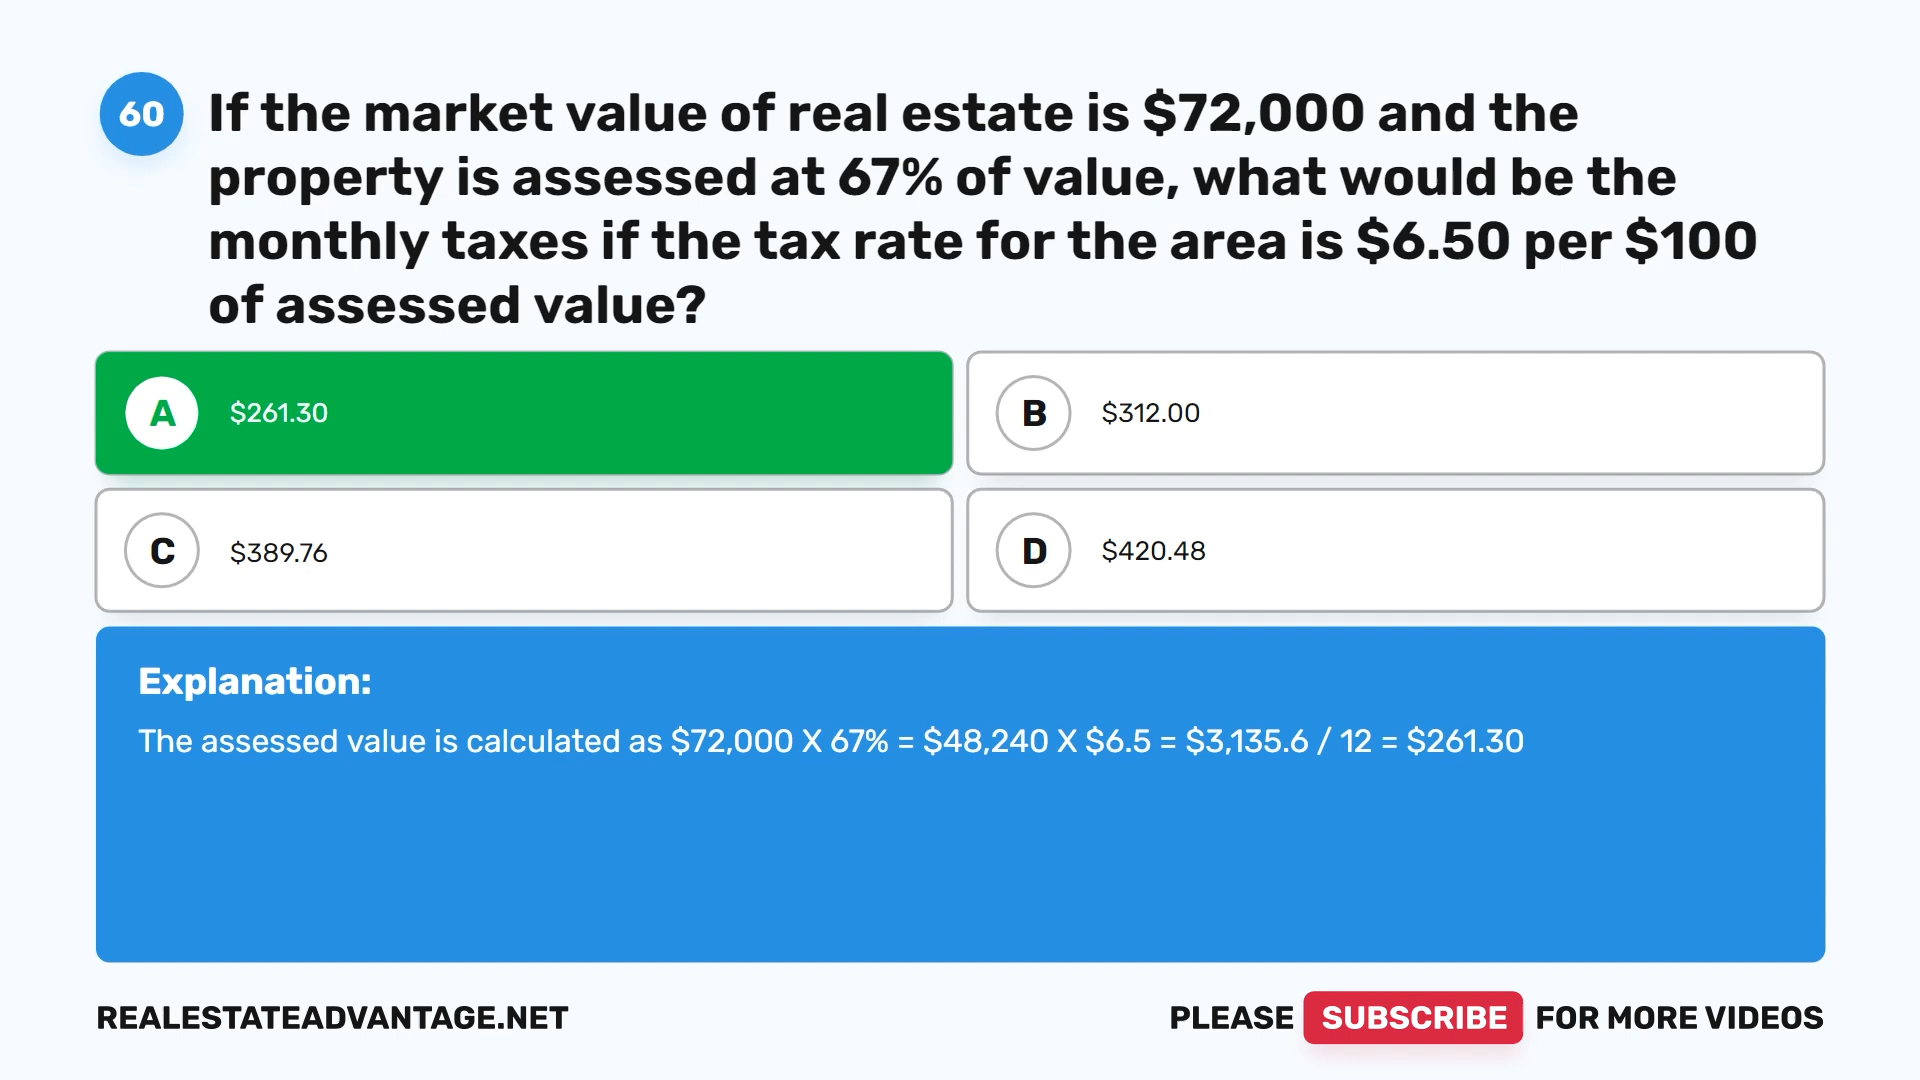 60
If the market value of real estate is $72,000 and the
property is assessed at 67% of value, what would be the
monthly taxes if the tax rate for the area is $6.50 per $100
of assessed value?
A $261.30
B $312.00
C $389.76
D $420.48
Explanation:
The assessed value is calculated as $72,000 X 67% = $48,240 X $6.5 = $3,135.6 / 12 = $261.30
REALESTATEADVANTAGE.NET
PLEASE SUBSCRIBE FOR MORE VIDEOS